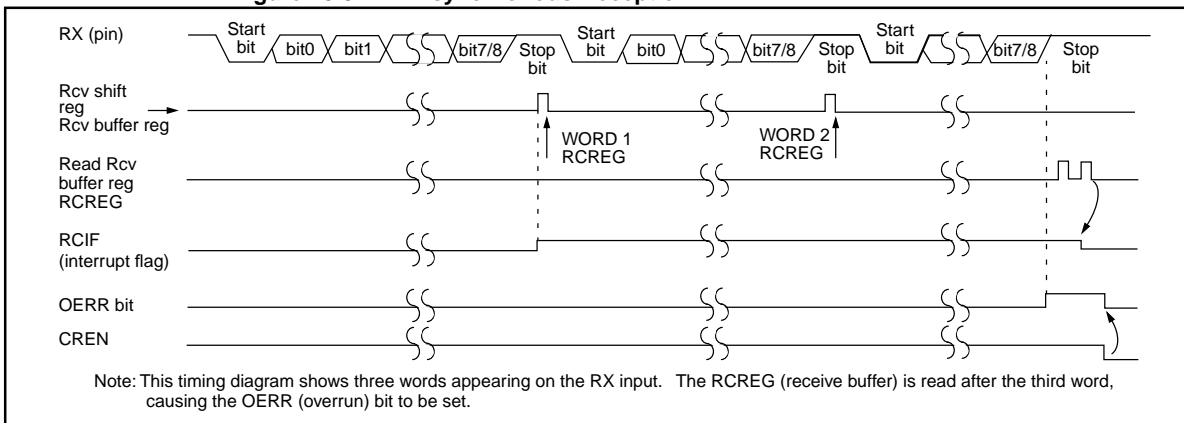 RX (pin)
Start bit
bit0
bit1
bit7/8
Stop bit
Start bit
bit0
bit7/8
Stop bit
Start bit
bit7/8
Stop bit
Rcv shift
reg
Rcv buffer reg
WORD 1
RCREG
WORD 2
RCREG
Read Rcv
buffer reg
RCREG
RCIF
(interrupt flag)
OERR bit
CREN
Note: This timing diagram shows three words appearing on the RX input. The RCREG (receive buffer) is read after the third word,
causing the OERR (overrun) bit to be set.